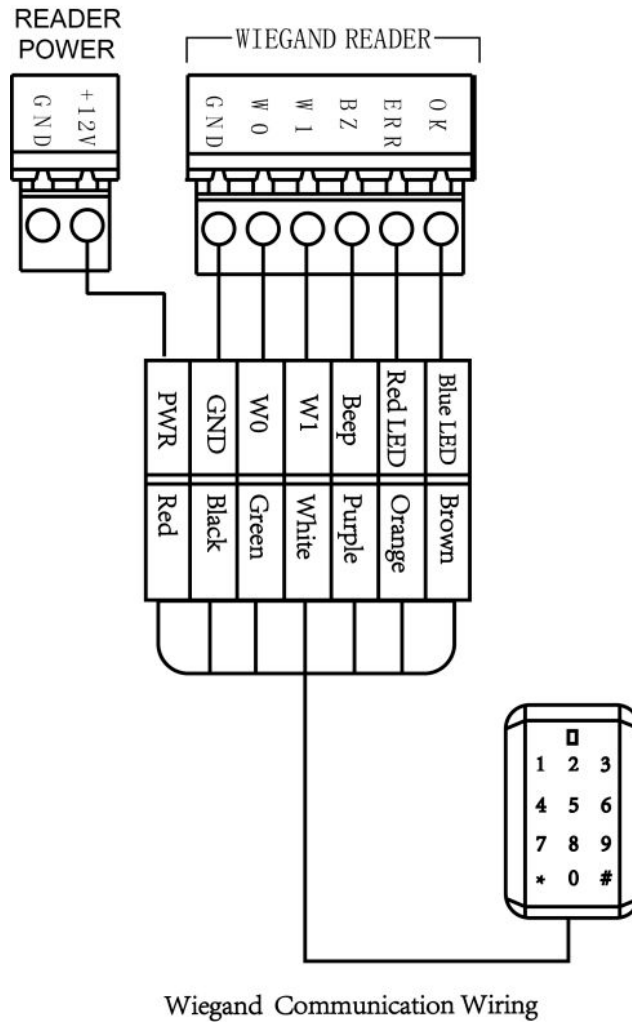 READER
POWER
WIEGAND READER
GND
+12V
GND
W0
W1
BZ
ERR
OK
PWR
GND
W0
W1
Beep
Red LED
Blue LED
Red
Black
Green
White
Purple
Orange
Brown
1 2 3
4 5 6
7 8 9
* 0 #
Wiegand Communication Wiring